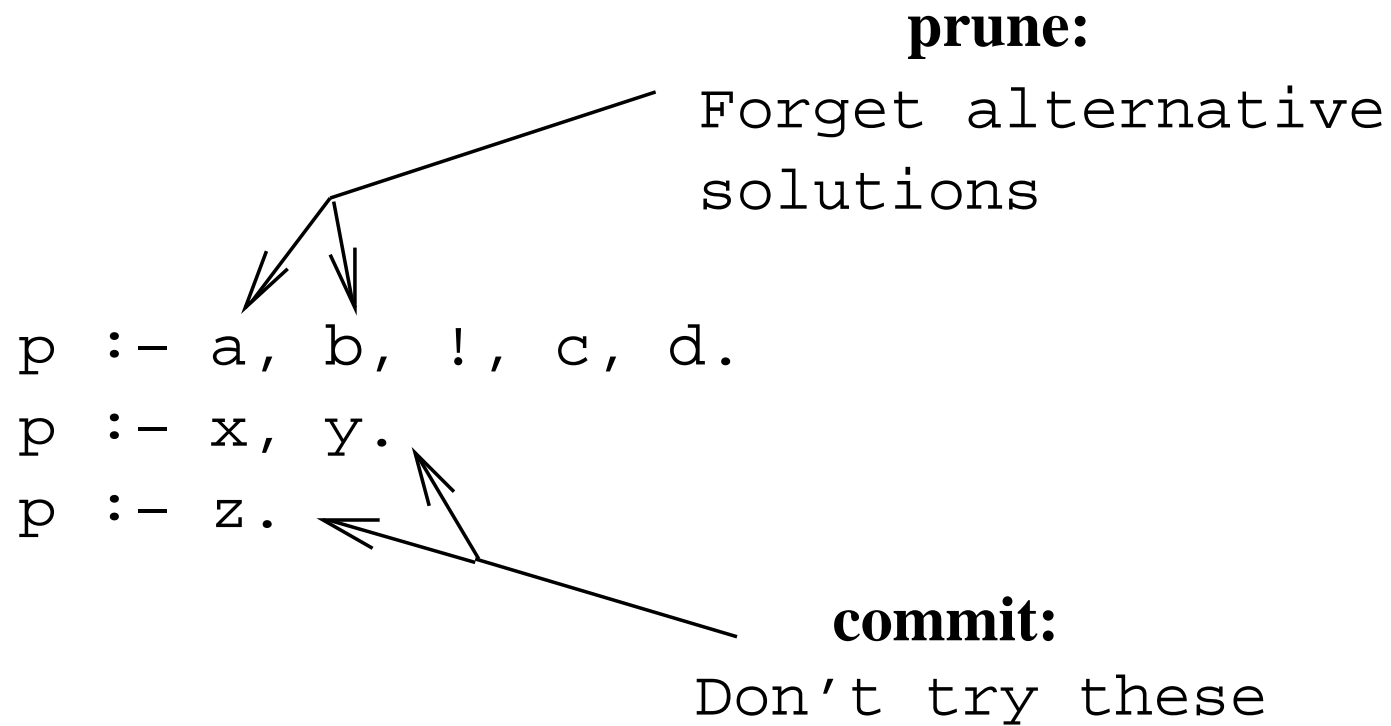 prune:
Forget alternative
solutions
p :- a, b, !, c, d.
p :- x, y.
p :- z.
commit:
Don't try these